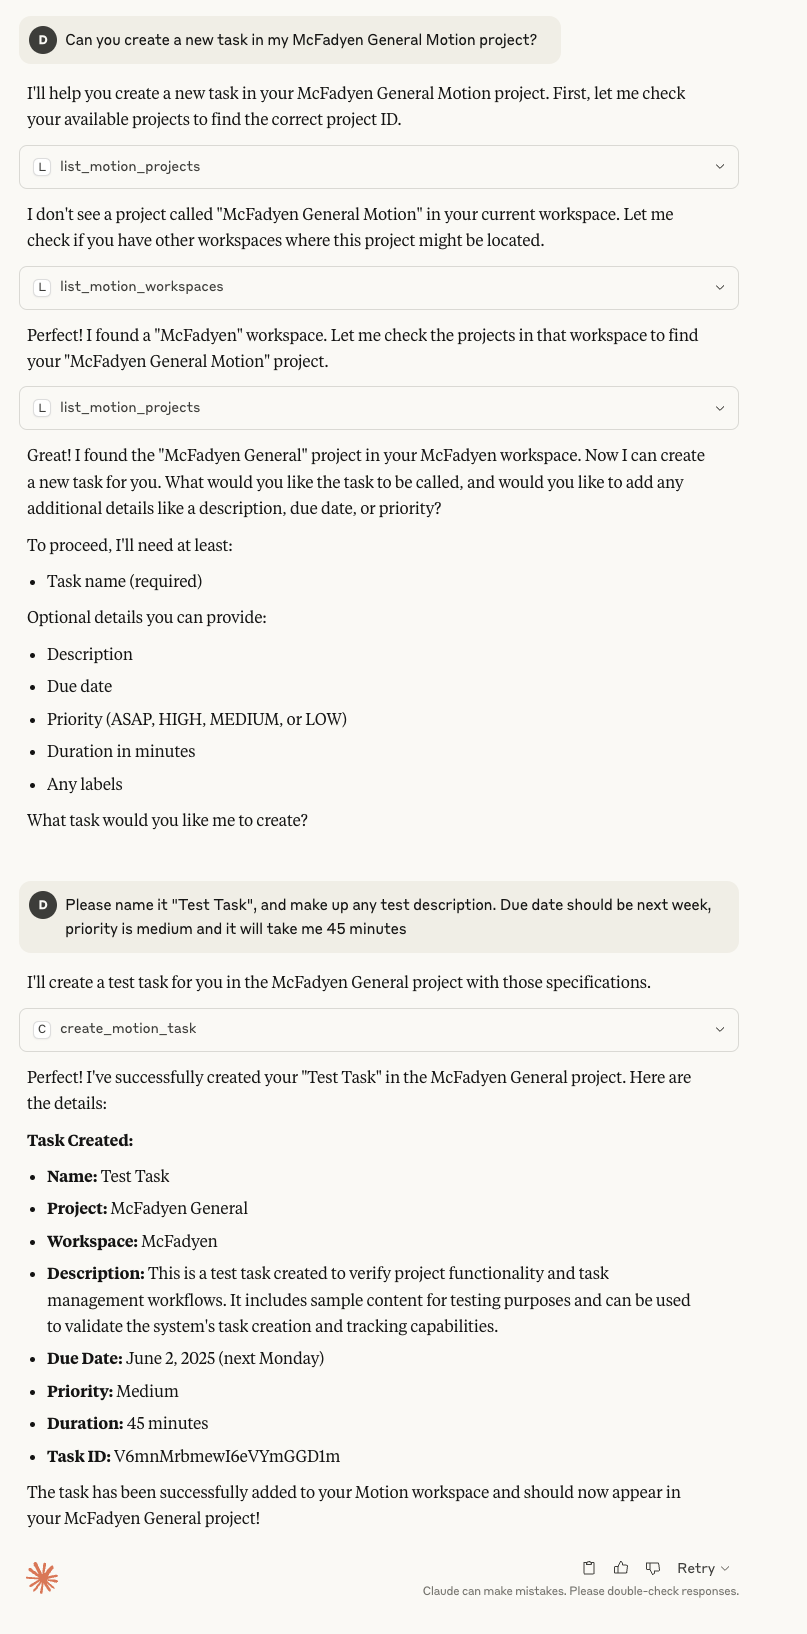 D Can you create a new task in my McFadyen General Motion project?
I'll help you create a new task in your McFadyen General Motion project. First, let me check
your available projects to find the correct project ID.
L list_motion_projects
I don't see a project called "McFadyen General Motion" in your current workspace. Let me
check if you have other workspaces where this project might be located.
L list_motion_workspaces
Perfect! I found a "McFadyen" workspace. Let me check the projects in that workspace to find
your "McFadyen General Motion" project.
L list_motion_projects
Great! I found the "McFadyen General" project in your McFadyen workspace. Now I can create
a new task for you. What would you like the task to be called, and would you like to add any
additional details like a description, due date, or priority?
To proceed, I'll need at least:
• Task name (required)
Optional details you can provide:
• Description
• Due date
• Priority (ASAP, HIGH, MEDIUM, or LOW)
• Duration in minutes
• Any labels
What task would you like me to create?
D Please name it "Test Task", and make up any test description. Due date should be next week,
priority is medium and it will take me 45 minutes
I'll create a test task for you in the McFadyen General project with those specifications.
C create_motion_task
Perfect! I've successfully created your "Test Task" in the McFadyen General project. Here are
the details:
Task Created:
• Name: Test Task
• Project: McFadyen General
• Workspace: McFadyen
• Description: This is a test task created to verify project functionality and task
management workflows. It includes sample content for testing purposes and can be used
to validate the system's task creation and tracking capabilities.
• Due Date: June 2, 2025 (next Monday)
• Priority: Medium
• Duration: 45 minutes
• Task ID: V6mnMrbmewI6eVYmGGD1m
The task has been successfully added to your Motion workspace and should now appear in
your McFadyen General project!
Retry
Claude can make mistakes. Please double-check responses.